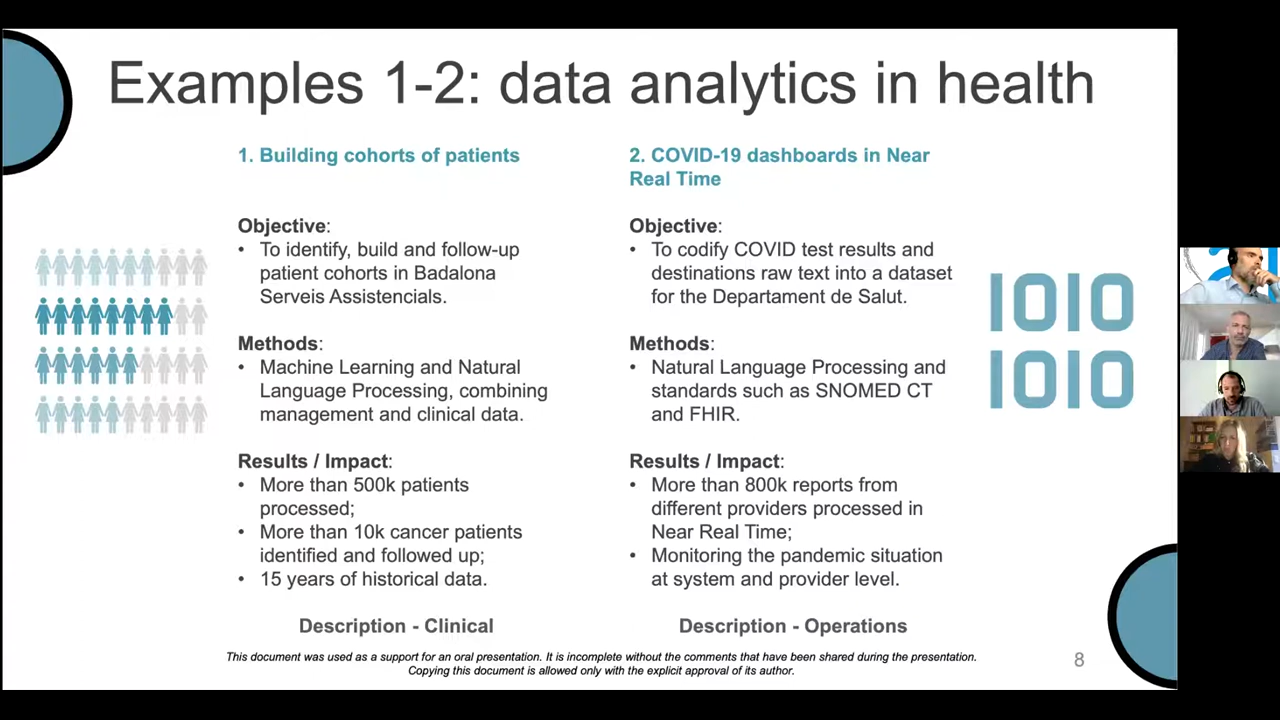 Examples 1-2: data analytics in health
1. Building cohorts of patients
Objective:
• To identify, build and follow-up
patient cohorts in Badalona
Serveis Assistencials.
Methods:
• Machine Learning and Natural
Language Processing, combining
management and clinical data.
Results / Impact:
• More than 500k patients
processed;
• More than 10k cancer patients
identified and followed up;
• 15 years of historical data.
Description - Clinical
2. COVID-19 dashboards in Near
Real Time
Objective:
• To codify COVID test results and
destinations raw text into a dataset
for the Departament de Salut.
Methods:
• Natural Language Processing and
standards such as SNOMED CT
and FHIR.
Results / Impact:
• More than 800k reports from
different providers processed in
Near Real Time;
• Monitoring the pandemic situation
at system and provider level.
Description - Operations
1010
1010
This document was used as a support for an oral presentation. It is incomplete without the comments that have been shared during the presentation.
Copying this document is allowed only with the explicit approval of its author.
8